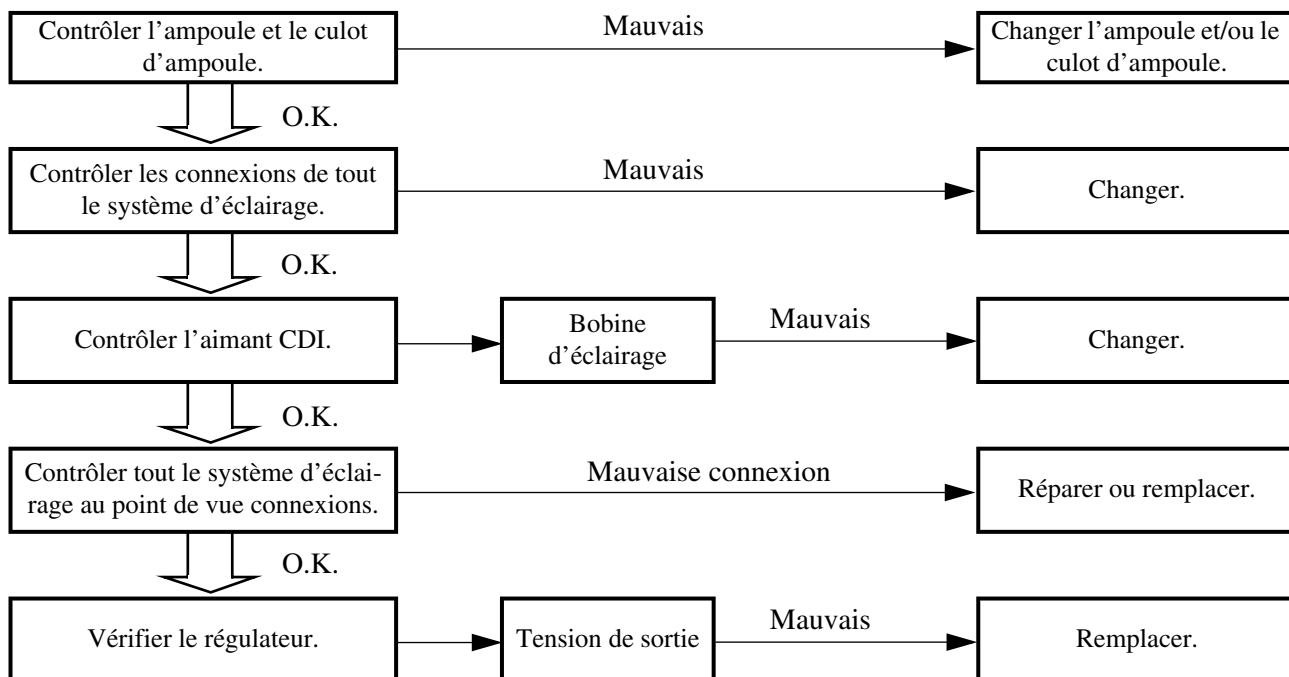 Contrôler l’ampoule et le culot
d’ampoule.
Mauvais
Changer l’ampoule et/ou le
culot d’ampoule.
O.K.
Contrôler les connexions de tout
le système d’éclairage.
Mauvais
Changer.
O.K.
Contrôler l’aimant CDI.
Bobine
d’éclairage
Mauvais
Changer.
O.K.
Contrôler tout le système d’éclai-
rage au point de vue connexions.
Mauvaise connexion
Réparer ou remplacer.
O.K.
Vérifier le régulateur.
Tension de sortie
Mauvais
Remplacer.